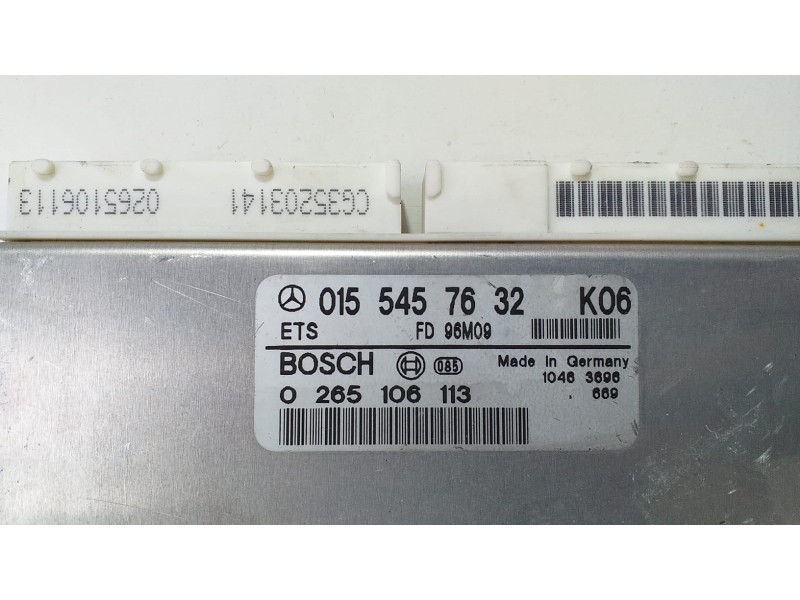 CG35203141 0265106113
015 545 76 32 K06
ETS FD 96M09
BOSCH 085 Made In Germany
0 265 106 113 1046 3696
. 669